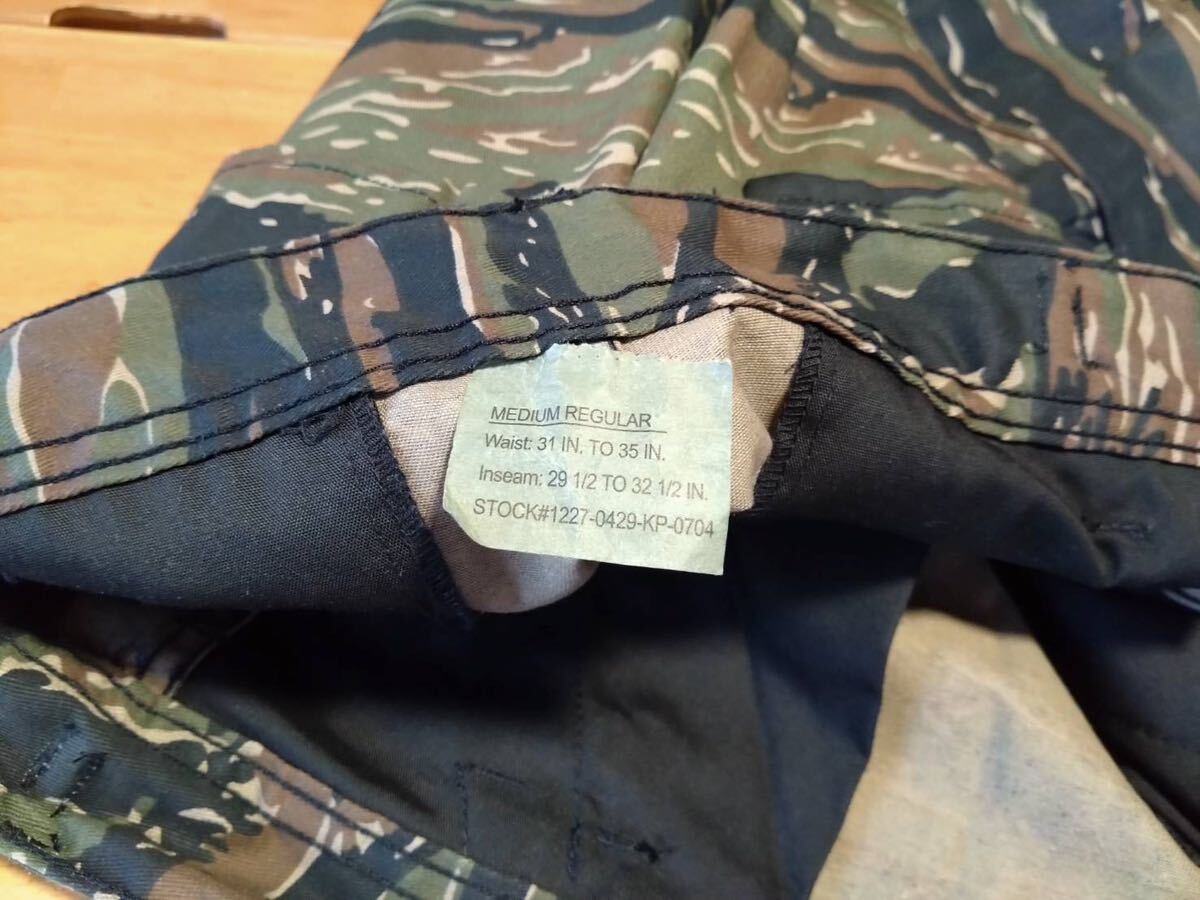 MEDIUM REGULAR
Waist: 31 IN. TO 35 IN.
Inseam: 29 1/2 TO 32 1/2 IN.
STOCK#1227-0429-KP-0704